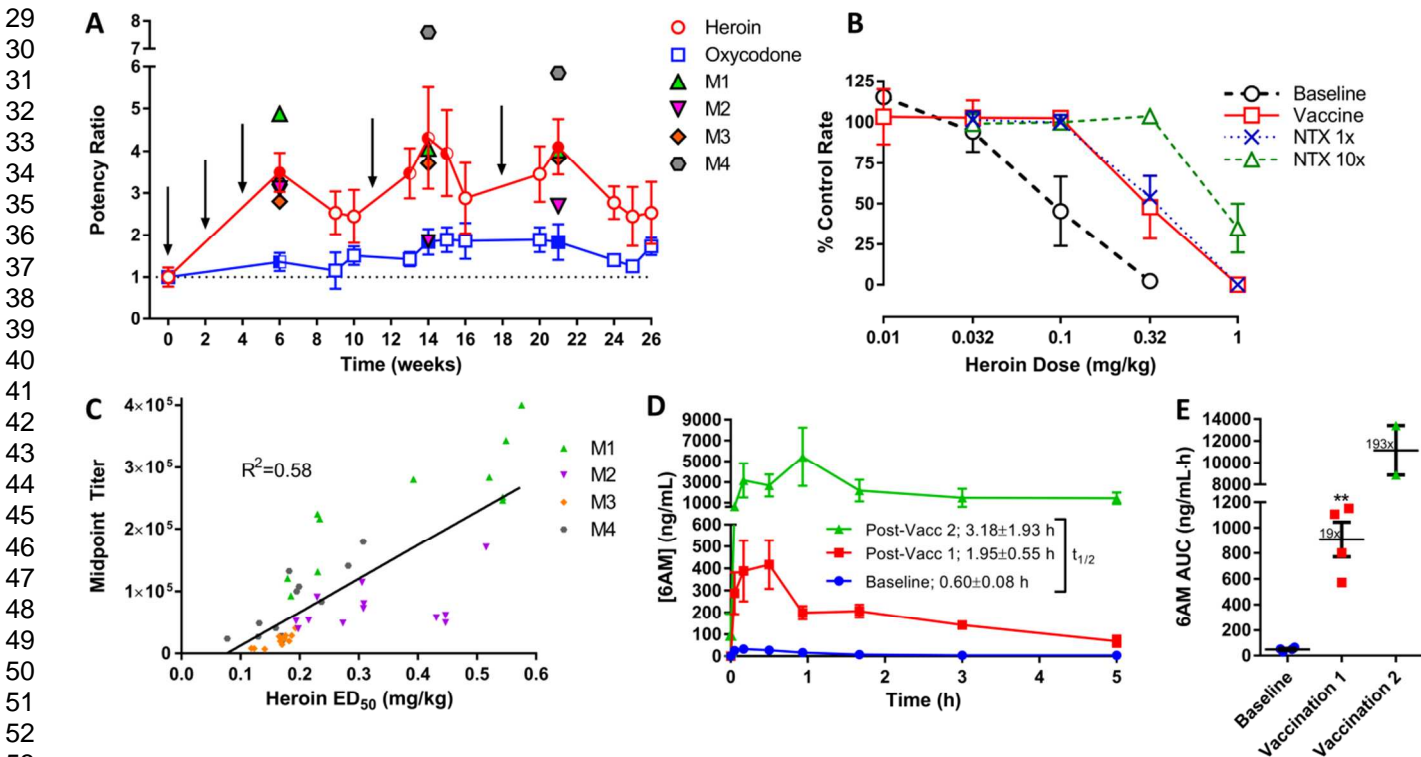 29
30
31
32
33
34
35
36
37
38
39
40
41
42
43
44
45
46
47
48
49
50
51
52
A
Potency Ratio
8
7
6
5
4
3
2
1
0
0 2 4 6 8 10 12 14 16 18 20 22 24 26
Time (weeks)
Heroin
Oxycodone
M1
M2
M3
M4
B
% Control Rate
125
100
75
50
25
0
0.01 0.032 0.1 0.32 1
Heroin Dose (mg/kg)
Baseline
Vaccine
NTX 1x
NTX 10x
C
Midpoint Titer
4×10⁵
3×10⁵
2×10⁵
1×10⁵
0
R²=0.58
0.0 0.1 0.2 0.3 0.4 0.5 0.6
Heroin ED₅₀ (mg/kg)
M1
M2
M3
M4
D
[6AM] (ng/mL)
9000
7000
5000
3000
1000
600
500
400
300
200
100
0
Post-Vacc 2; 3.18±1.93 h
Post-Vacc 1; 1.95±0.55 h
Baseline; 0.60±0.08 h
t₁/₂
0 1 2 3 4 5
Time (h)
E
6AM AUC (ng/mL·h)
14000
12000
10000
8000
1200
1000
800
600
400
200
0
193x
**
19x
Baseline
Vaccination 1
Vaccination 2